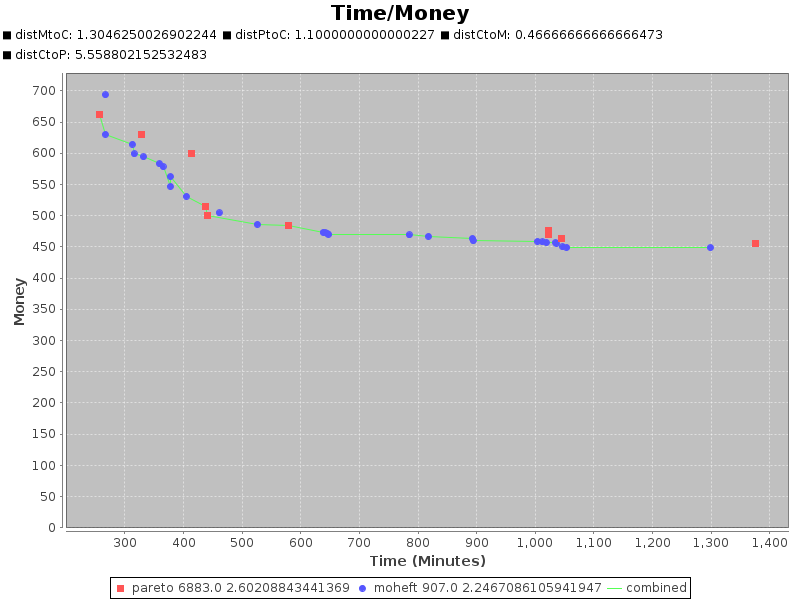 Time/Money
distMtoC: 1.3046250026902244 distPtoC: 1.1000000000000227 distCtoM: 0.46666666666666473
distCtoP: 5.558802152532483
700
650
600
550
500
450
400
350
300
250
200
150
100
50
0
Money
300 400 500 600 700 800 900 1,000 1,100 1,200 1,300 1,400
Time (Minutes)
pareto 6883.0 2.60208843441369 moheft 907.0 2.2467086105941947 combined